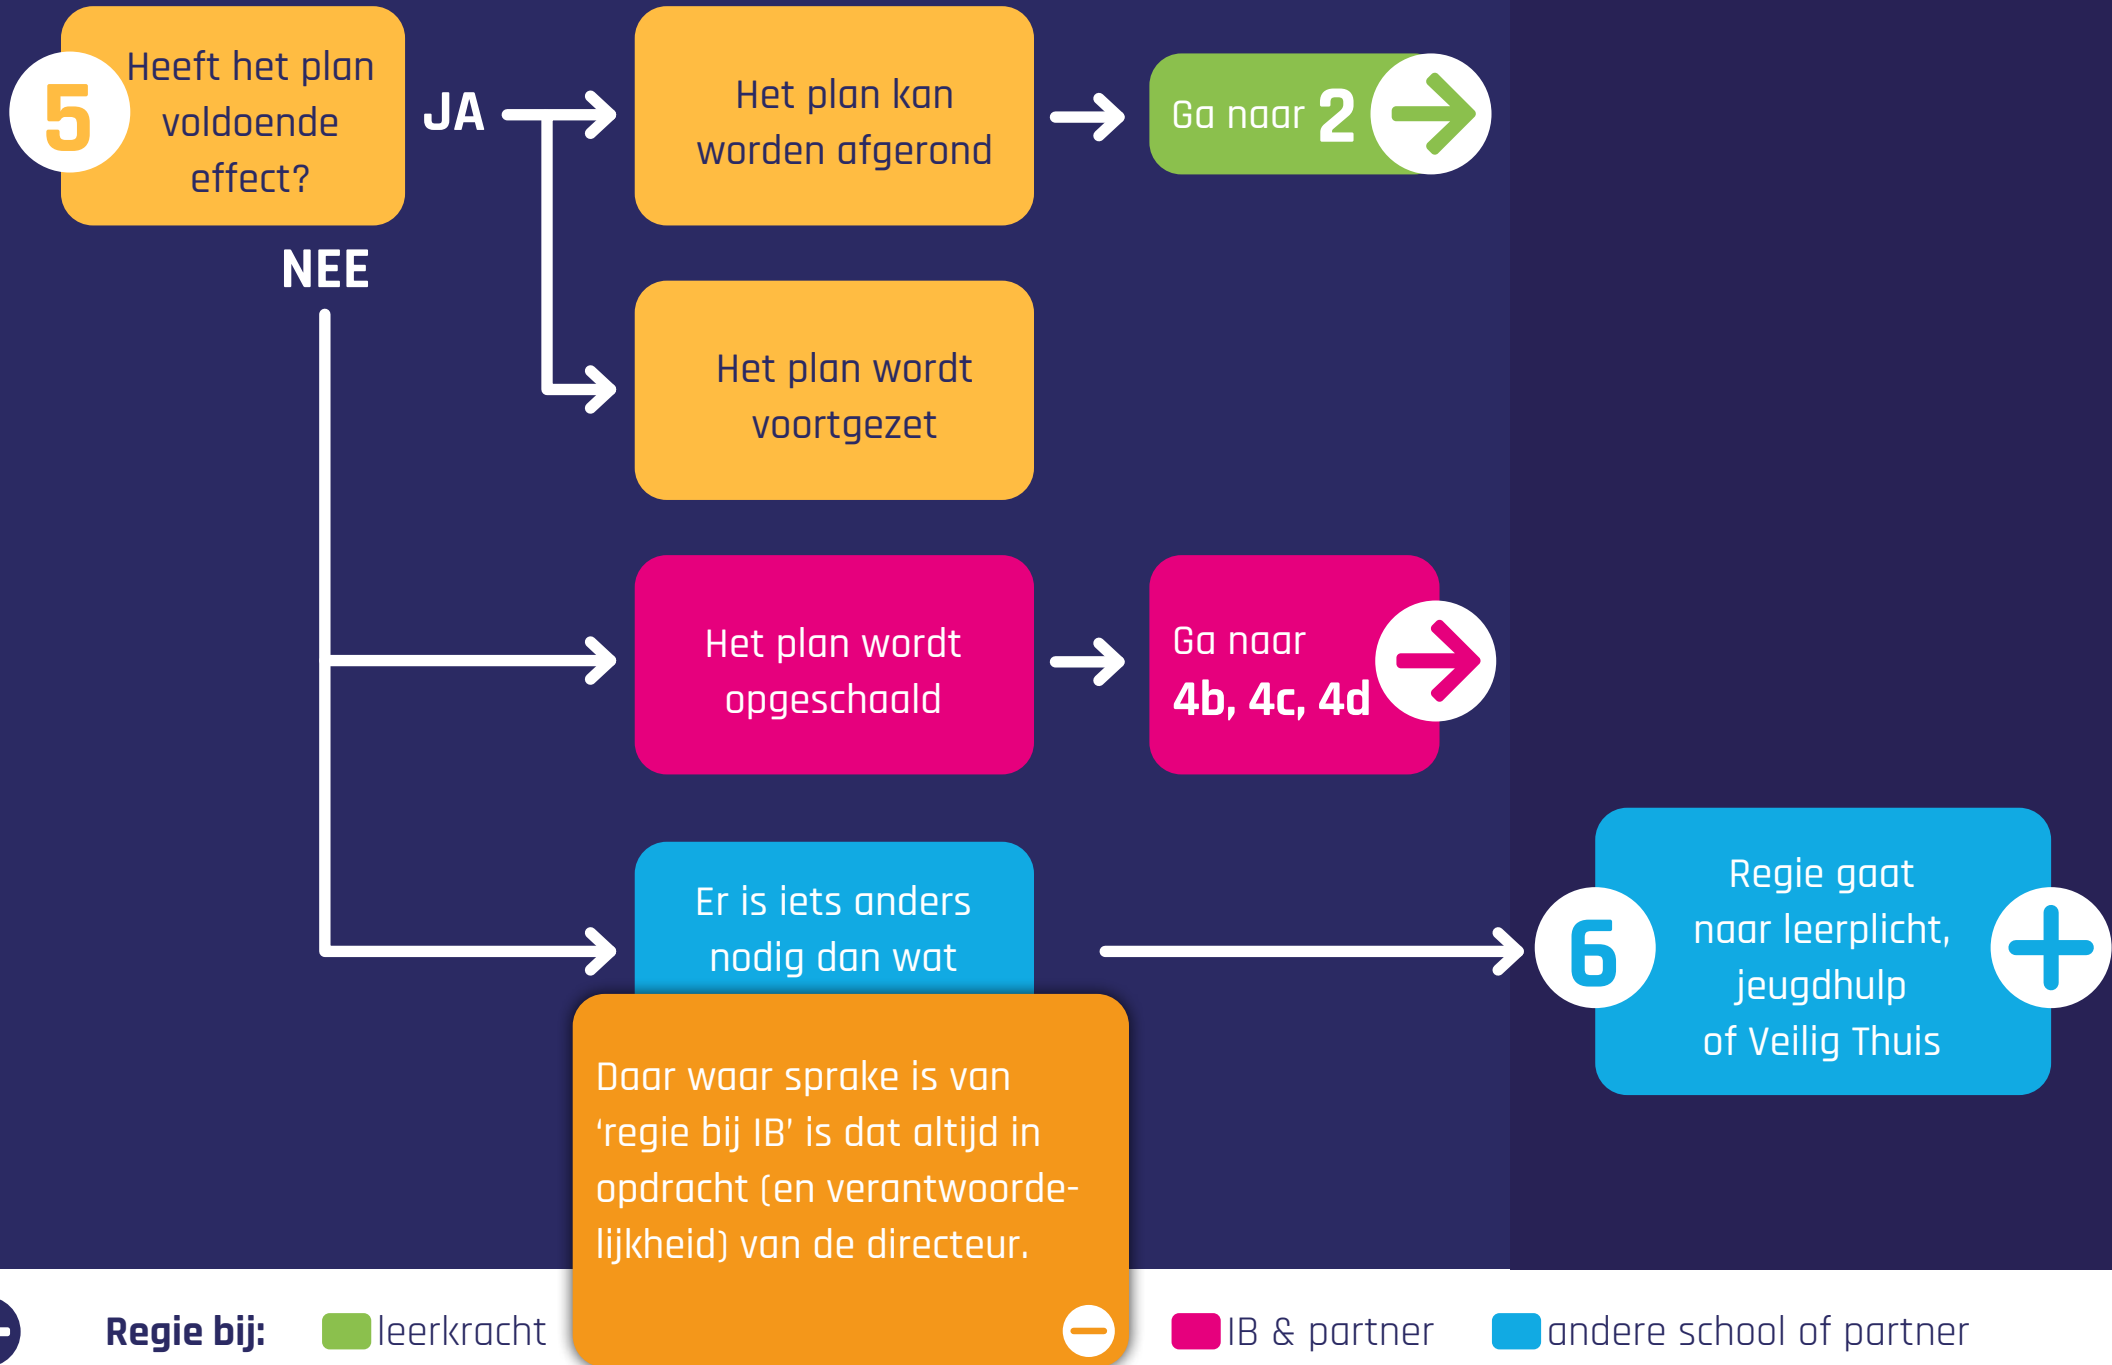 5
Heeft het plan
voldoende
effect?
JA
Het plan kan
worden afgerond
Ga naar 2
NEE
Het plan wordt
voortgezet
Het plan wordt
opgeschaald
Ga naar
4b, 4c, 4d
Er is iets anders
nodig dan wat
6
Regie gaat
naar leerplicht,
jeugdhulp
of Veilig Thuis
Daar waar sprake is van
‘regie bij IB’ is dat altijd in
opdracht (en verantwoorde-
lijkheid) van de directeur.
Regie bij:
leerkracht
IB & partner
andere school of partner